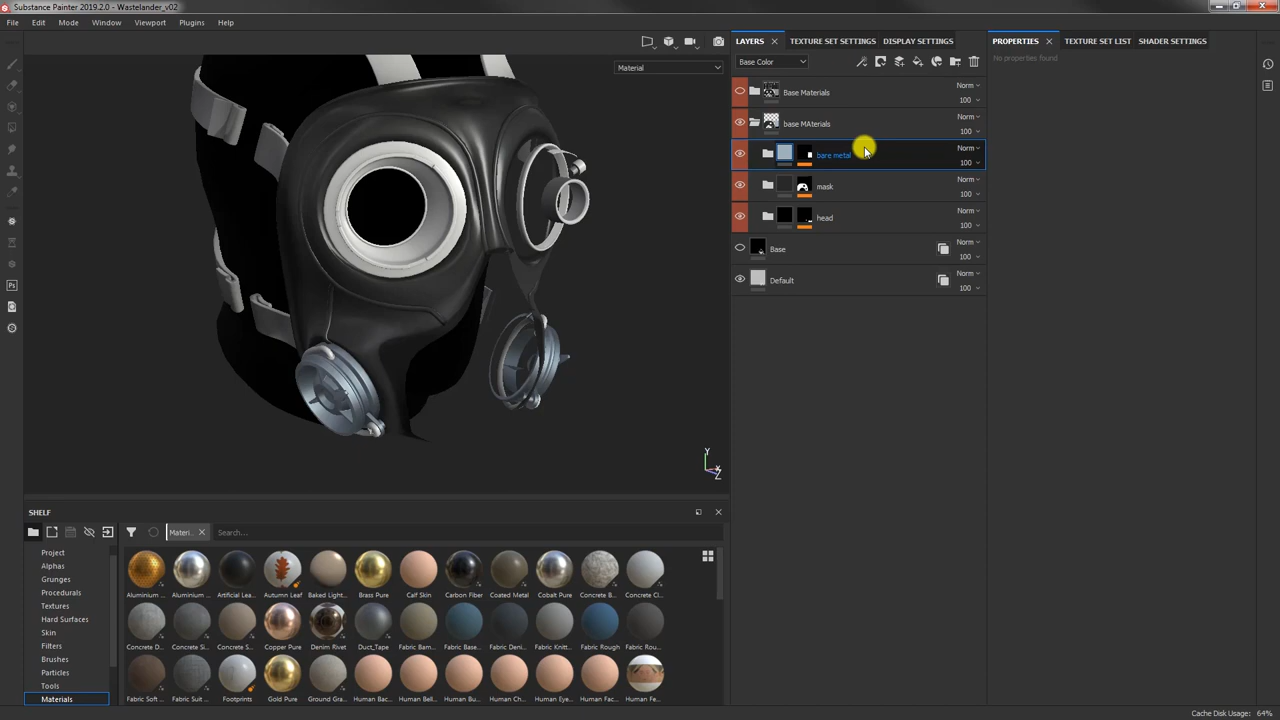 Substance Painter 2019.2.0 - Wastelander_v02
File Edit Mode Window Viewport Plugins Help
Material
LAYERS TEXTURE SET SETTINGS DISPLAY SETTINGS
Base Color
Base Materials Norm 100
base MAterials Norm 100
bare metal Norm 100
mask Norm 100
head Norm 100
Base Norm 100
Default Norm 100
PROPERTIES TEXTURE SET LIST SHADER SETTINGS
No properties found
Y
Z
SHELF
Materi... Search...
Project
Alphas
Grunges
Procedurals
Textures
Hard Surfaces
Skin
Filters
Brushes
Particles
Tools
Materials
Aluminium ... Aluminium ... Artificial Lea... Autumn Leaf Baked Light... Brass Pure Calf Skin Carbon Fiber Coated Metal Cobalt Pure Concrete B... Concrete Cl...
Concrete D... Concrete Si... Concrete S... Copper Pure Denim Rivet Duct_Tape Fabric Bam... Fabric Base... Fabric Deni... Fabric Knitt... Fabric Rough Fabric Rou...
Fabric Soft ... Fabric Suit ... Footprints Gold Pure Ground Gra... Human Bac... Human Bell... Human Bu... Human Ch... Human Eye... Human Fac... Human Fe...
Cache Disk Usage: 64%